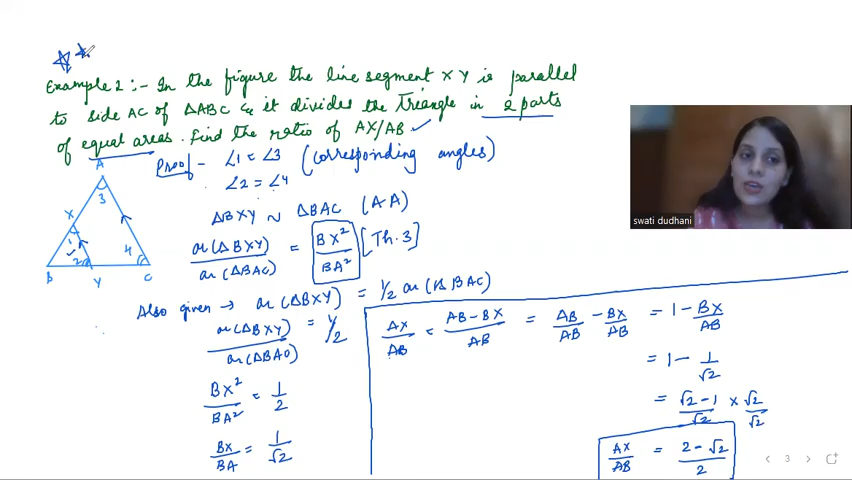 Example 2 :- In the figure the line segment XY is parallel
to side AC of ΔABC & it divides the Triangle in 2 parts
of equal areas. Find the ratio of AX/AB
Proof - ∠1 = ∠3 (corresponding angles)
∠2 = ∠4
ΔBXY ~ ΔBAC (A·A)
ar(ΔBXY)/ar(ΔBAC) = BX²/BA² [Th. 3]
A
3
X
1
2
4
B
Y
C
Also given → ar(ΔBXY) = 1/2 ar(ΔBAC)
ar(ΔBXY)/ar(ΔBAC) = 1/2
BX²/BA² = 1/2
BX/BA = 1/√2
AX/AB = AB-BX/AB = AB/AB - BX/AB = 1 - BX/AB
= 1 - 1/√2
= √2-1/√2 × √2/√2
AX/AB = 2-√2/2
swati dudhani
3